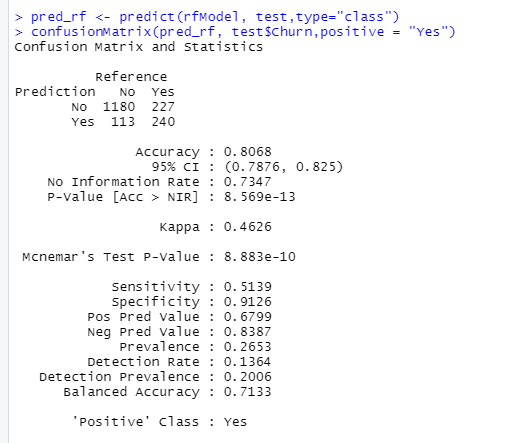 > pred_rf <- predict(rfModel, test,type="class")
> confusionMatrix(pred_rf, test$Churn,positive = "Yes")
Confusion Matrix and Statistics
Reference
Prediction No Yes
No 1180 227
Yes 113 240
Accuracy : 0.8068
95% CI : (0.7876, 0.825)
No Information Rate : 0.7347
P-Value [Acc > NIR] : 8.569e-13
Kappa : 0.4626
Mcnemar's Test P-Value : 8.883e-10
Sensitivity : 0.5139
Specificity : 0.9126
Pos Pred Value : 0.6799
Neg Pred Value : 0.8387
Prevalence : 0.2653
Detection Rate : 0.1364
Detection Prevalence : 0.2006
Balanced Accuracy : 0.7133
'Positive' Class : Yes